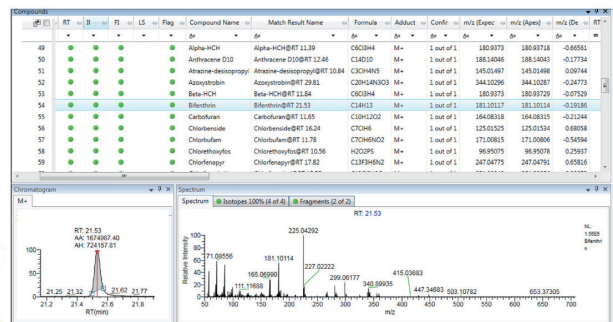 Compounds
RT II FI LS Flag Compound Name Match Result Name Formula Adduct Confir m/z (Expec m/z (Apex) m/z (De RT
49 Alpha-HCH Alpha-HCH@RT 11.39 C6Cl3H4 M+ 1 out of 1 180.9373 180.93718 -0.66561
50 Anthracene D10 Anthracene D10@RT 12.46 C14D10 M+ 1 out of 1 188.14046 188.14043 -0.17734
51 Atrazine-desisopropyl Atrazine-desisopropyl@RT 10.84 C3ClH4N5 M+ 1 out of 1 145.01497 145.01498 0.09744
52 Azoxystrobin Azoxystrobin@RT 29.81 C20H14N3O3 M+ 1 out of 1 344.10296 344.10287 -0.24773
53 Beta-HCH Beta-HCH@RT 11.84 C6Cl3H4 M+ 1 out of 1 180.9373 180.93729 -0.07529
54 Bifenthrin Bifenthrin@RT 21.53 C14H13 M+ 1 out of 1 181.10117 181.10114 -0.19186
55 Carbofuran Carbofuran@RT 11.65 C10H12O2 M+ 1 out of 1 164.08318 164.08315 -0.21244
56 Chlorbenside Chlorbenside@RT 16.24 C7ClH6 M+ 1 out of 1 125.01525 125.01534 0.68058
57 Chlorbufam Chlorbufam@RT 11.78 C7ClH6NO2 M+ 1 out of 1 171.00815 171.00806 -0.54594
58 Chlorethoxyfos Chlorethoxyfos@RT 10.56 H2O2PS M+ 1 out of 1 96.95075 96.95078 0.25937
59 Chlorfenapyr Chlorfenapyr@RT 17.82 C13F3H6N2 M+ 1 out of 1 247.04775 247.04791 0.65816
Chromatogram
M+
RT: 21.53
AA: 1674967.40
AH: 724157.81
100
50
0
21.25 21.32 21.62 21.77
21.2 21.4 21.6 21.8
RT(min)
Spectrum
Spectrum Isotopes 100% (4 of 4) Fragments (2 of 2)
RT: 21.53
NL:
Bifenthri
n
Relative Intensity
100
50
0
225.04292
71.08556
181.10114
165.06990
227.02222
111.11688
299.06177
340.89935
415.03683
447.34683
503.10782
653.37305
50 100 150 200 250 300 350 400 450 500 550 600 650 700
m/z